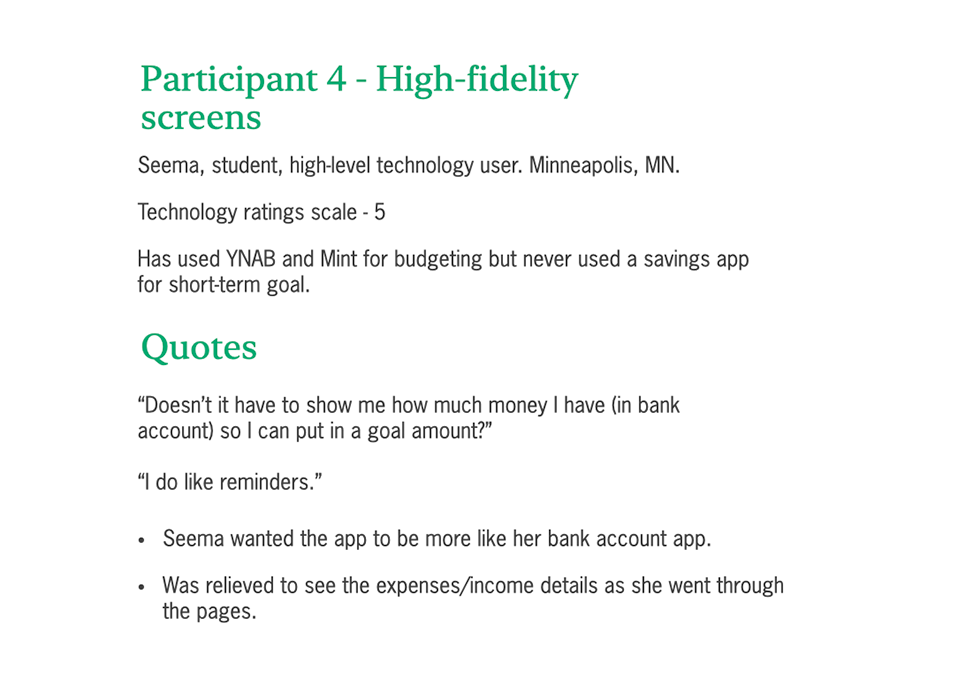 Participant 4 - High-fidelity
screens
Seema, student, high-level technology user. Minneapolis, MN.
Technology ratings scale - 5
Has used YNAB and Mint for budgeting but never used a savings app
for short-term goal.
Quotes
“Doesn’t it have to show me how much money I have (in bank
account) so I can put in a goal amount?”
“I do like reminders.”
• Seema wanted the app to be more like her bank account app.
• Was relieved to see the expenses/income details as she went through
the pages.